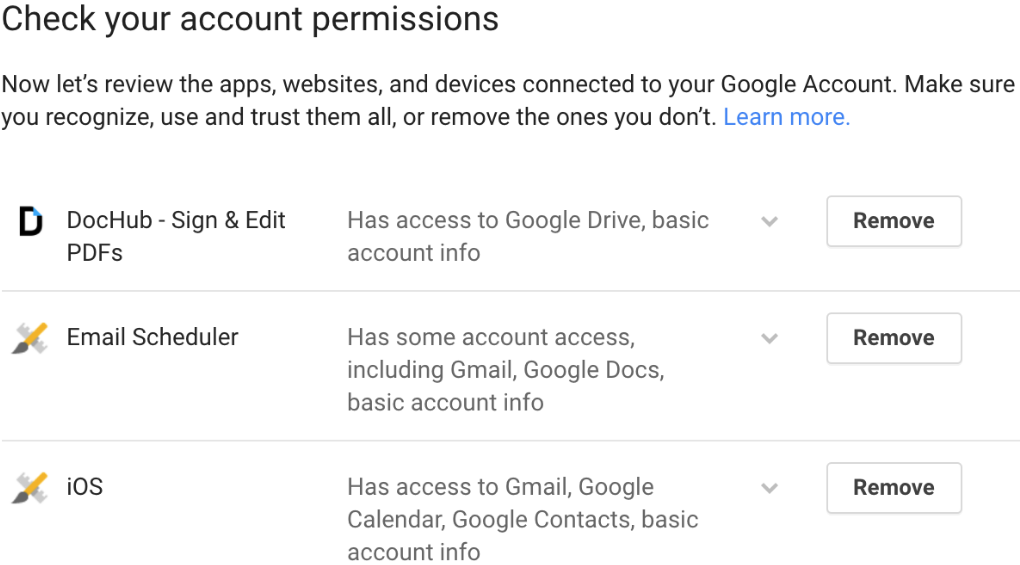 Check your account permissions
Now let’s review the apps, websites, and devices connected to your Google Account. Make sure
you recognize, use and trust them all, or remove the ones you don’t. Learn more.
DocHub - Sign & Edit
PDFs
Has access to Google Drive, basic
account info
Remove
Email Scheduler
Has some account access,
including Gmail, Google Docs,
basic account info
Remove
iOS
Has access to Gmail, Google
Calendar, Google Contacts, basic
account info
Remove